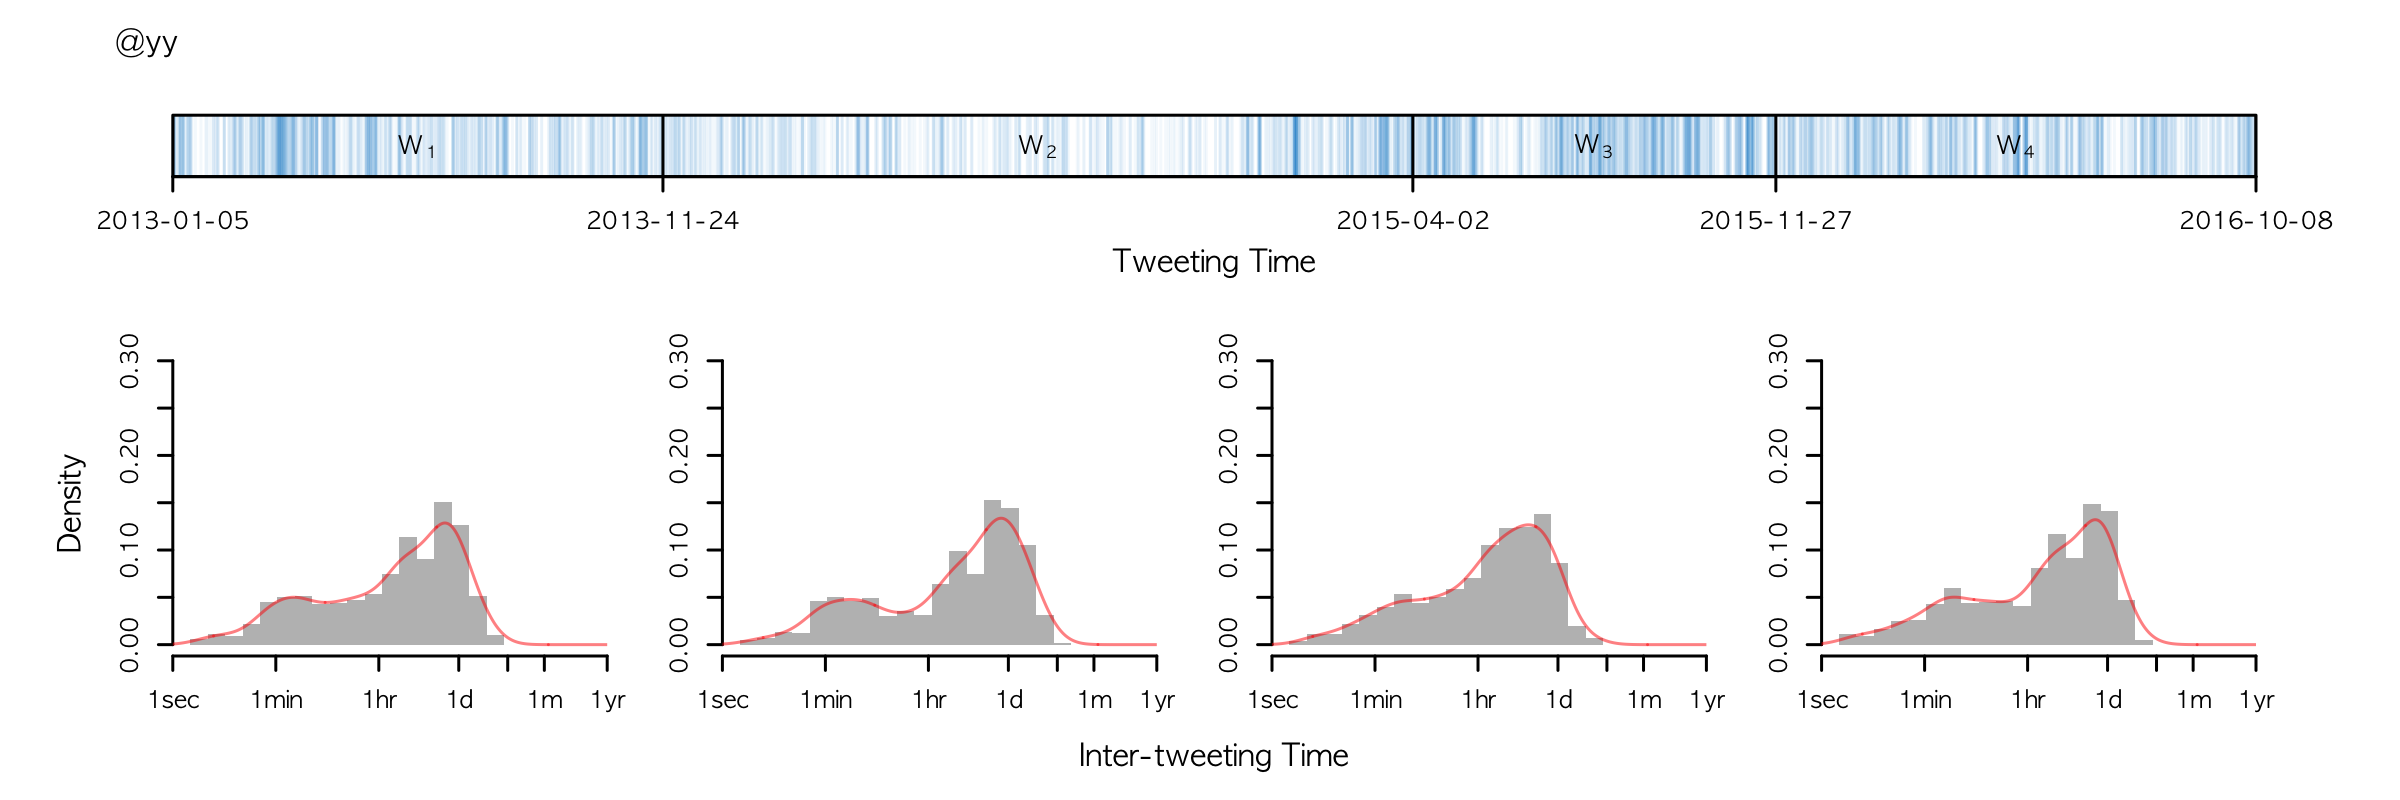 @yy
W1 W2 W3 W4
2013-01-05 2013-11-24 2015-04-02 2015-11-27 2016-10-08
Tweeting Time
Density
0.00 0.10 0.20 0.30
1sec 1min 1hr 1d 1m 1yr
0.00 0.10 0.20 0.30
1sec 1min 1hr 1d 1m 1yr
0.00 0.10 0.20 0.30
1sec 1min 1hr 1d 1m 1yr
0.00 0.10 0.20 0.30
1sec 1min 1hr 1d 1m 1yr
Inter-tweeting Time